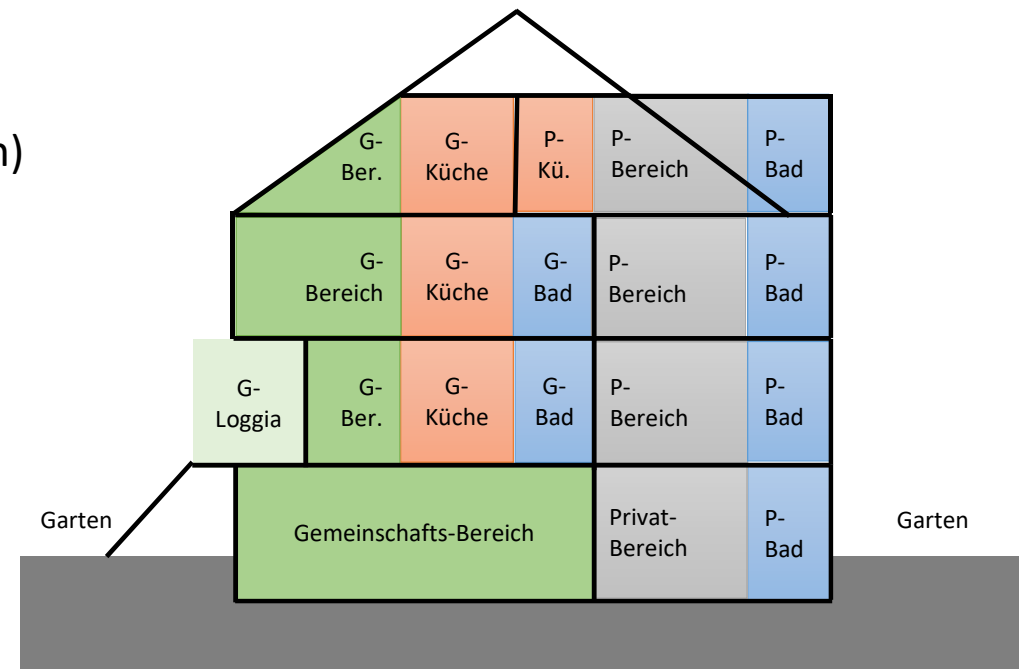 n)
G-
Ber.
G-
Küche
P-
Kü.
P-
Bereich
P-
Bad
G-
Bereich
G-
Küche
G-
Bad
P-
Bereich
P-
Bad
G-
Loggia
G-
Ber.
G-
Küche
G-
Bad
P-
Bereich
P-
Bad
Garten
Gemeinschafts-Bereich
Privat-
Bereich
P-
Bad
Garten